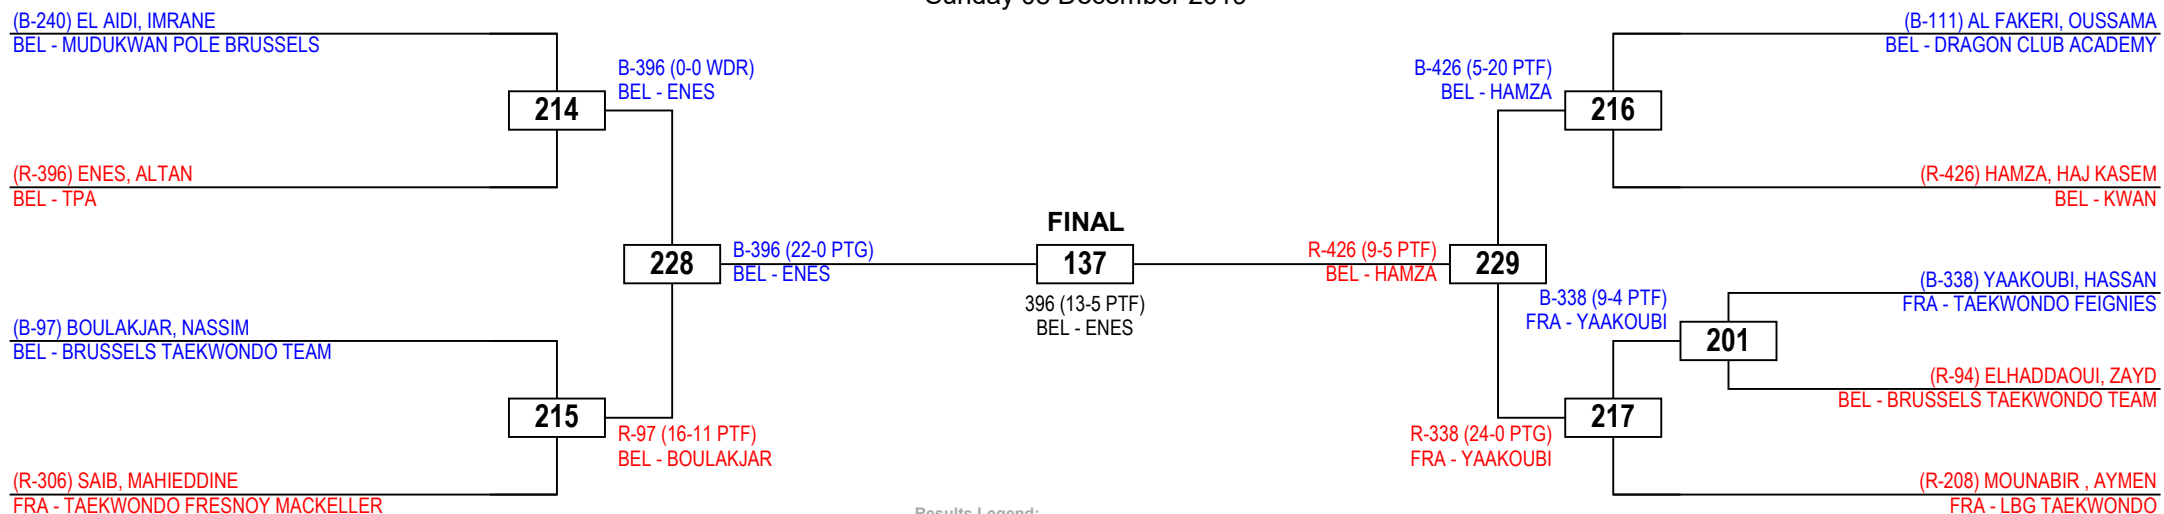 (B-240) EL AIDI, IMRANE
BEL - MUDUKWAN POLE BRUSSELS
(R-396) ENES, ALTAN
BEL - TPA
(B-97) BOULAKJAR, NASSIM
BEL - BRUSSELS TAEKWONDO TEAM
(R-306) SAIB, MAHIEDDINE
FRA - TAEKWONDO FRESNOY MACKELLER
214
B-396 (0-0 WDR)
BEL - ENES
215
R-97 (16-11 PTF)
BEL - BOULAKJAR
228
B-396 (22-0 PTG)
BEL - ENES
FINAL
137
396 (13-5 PTF)
BEL - ENES
R-426 (9-5 PTF)
BEL - HAMZA
229
B-426 (5-20 PTF)
BEL - HAMZA
216
R-338 (24-0 PTG)
FRA - YAAKOUBI
217
B-338 (9-4 PTF)
FRA - YAAKOUBI
201
(B-111) AL FAKERI, OUSSAMA
BEL - DRAGON CLUB ACADEMY
(R-426) HAMZA, HAJ KASEM
BEL - KWAN
(B-338) YAAKOUBI, HASSAN
FRA - TAEKWONDO FEIGNIES
(R-94) ELHADDAOUI, ZAYD
BEL - BRUSSELS TAEKWONDO TEAM
(R-208) MOUNABIR , AYMEN
FRA - LBG TAEKWONDO
Results Legend: